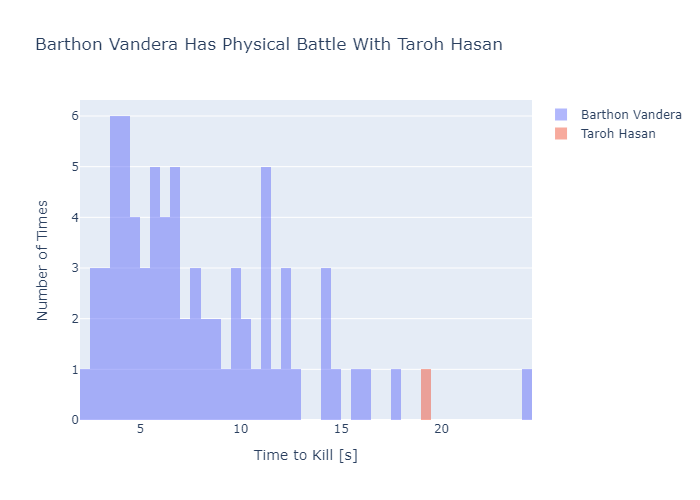 Barthon Vandera Has Physical Battle With Taroh Hasan
Barthon Vandera
Taroh Hasan
Number of Times
6
5
4
3
2
1
0
5
10
15
20
Time to Kill [s]